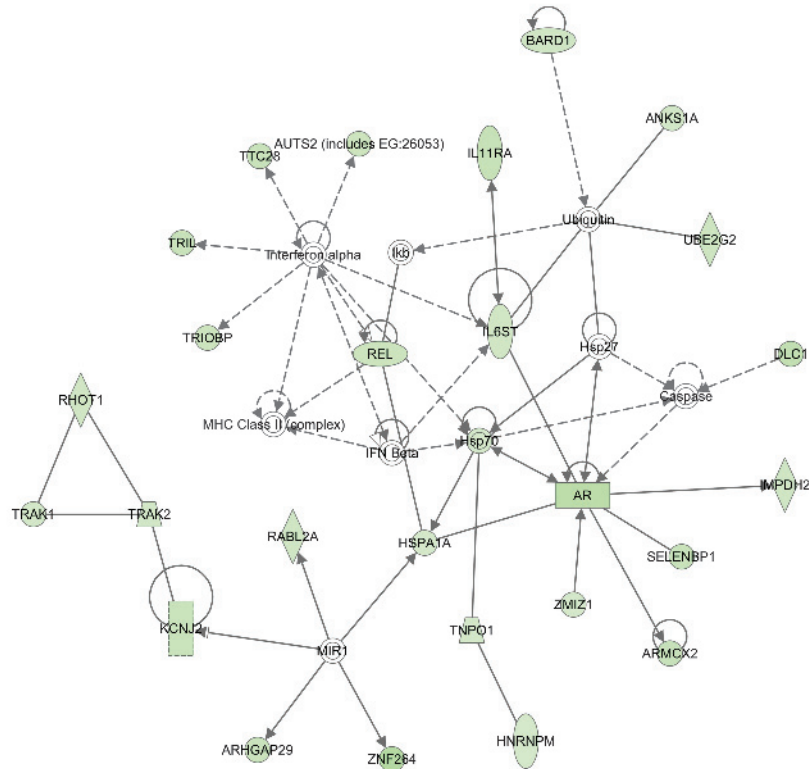 BARD1
ANKS1A
AUTS2 (includes EG:26053)
TTC28
IL11RA
Ubiquitin
UBE2G2
TRIL
Interferon alpha
Ikb
TRIOBP
IL6ST
REL
Hsp27
DLC1
RHOT1
Caspase
MHC Class II (complex)
IFN Beta
Hsp70
IMPDH2
AR
TRAK1
TRAK2
RABL2A
HSPA1A
SELENBP1
ZMIZ1
KCNJ2
MIR1
TNPO1
ARMCX2
ARHGAP29
ZNF264
HNRNPM